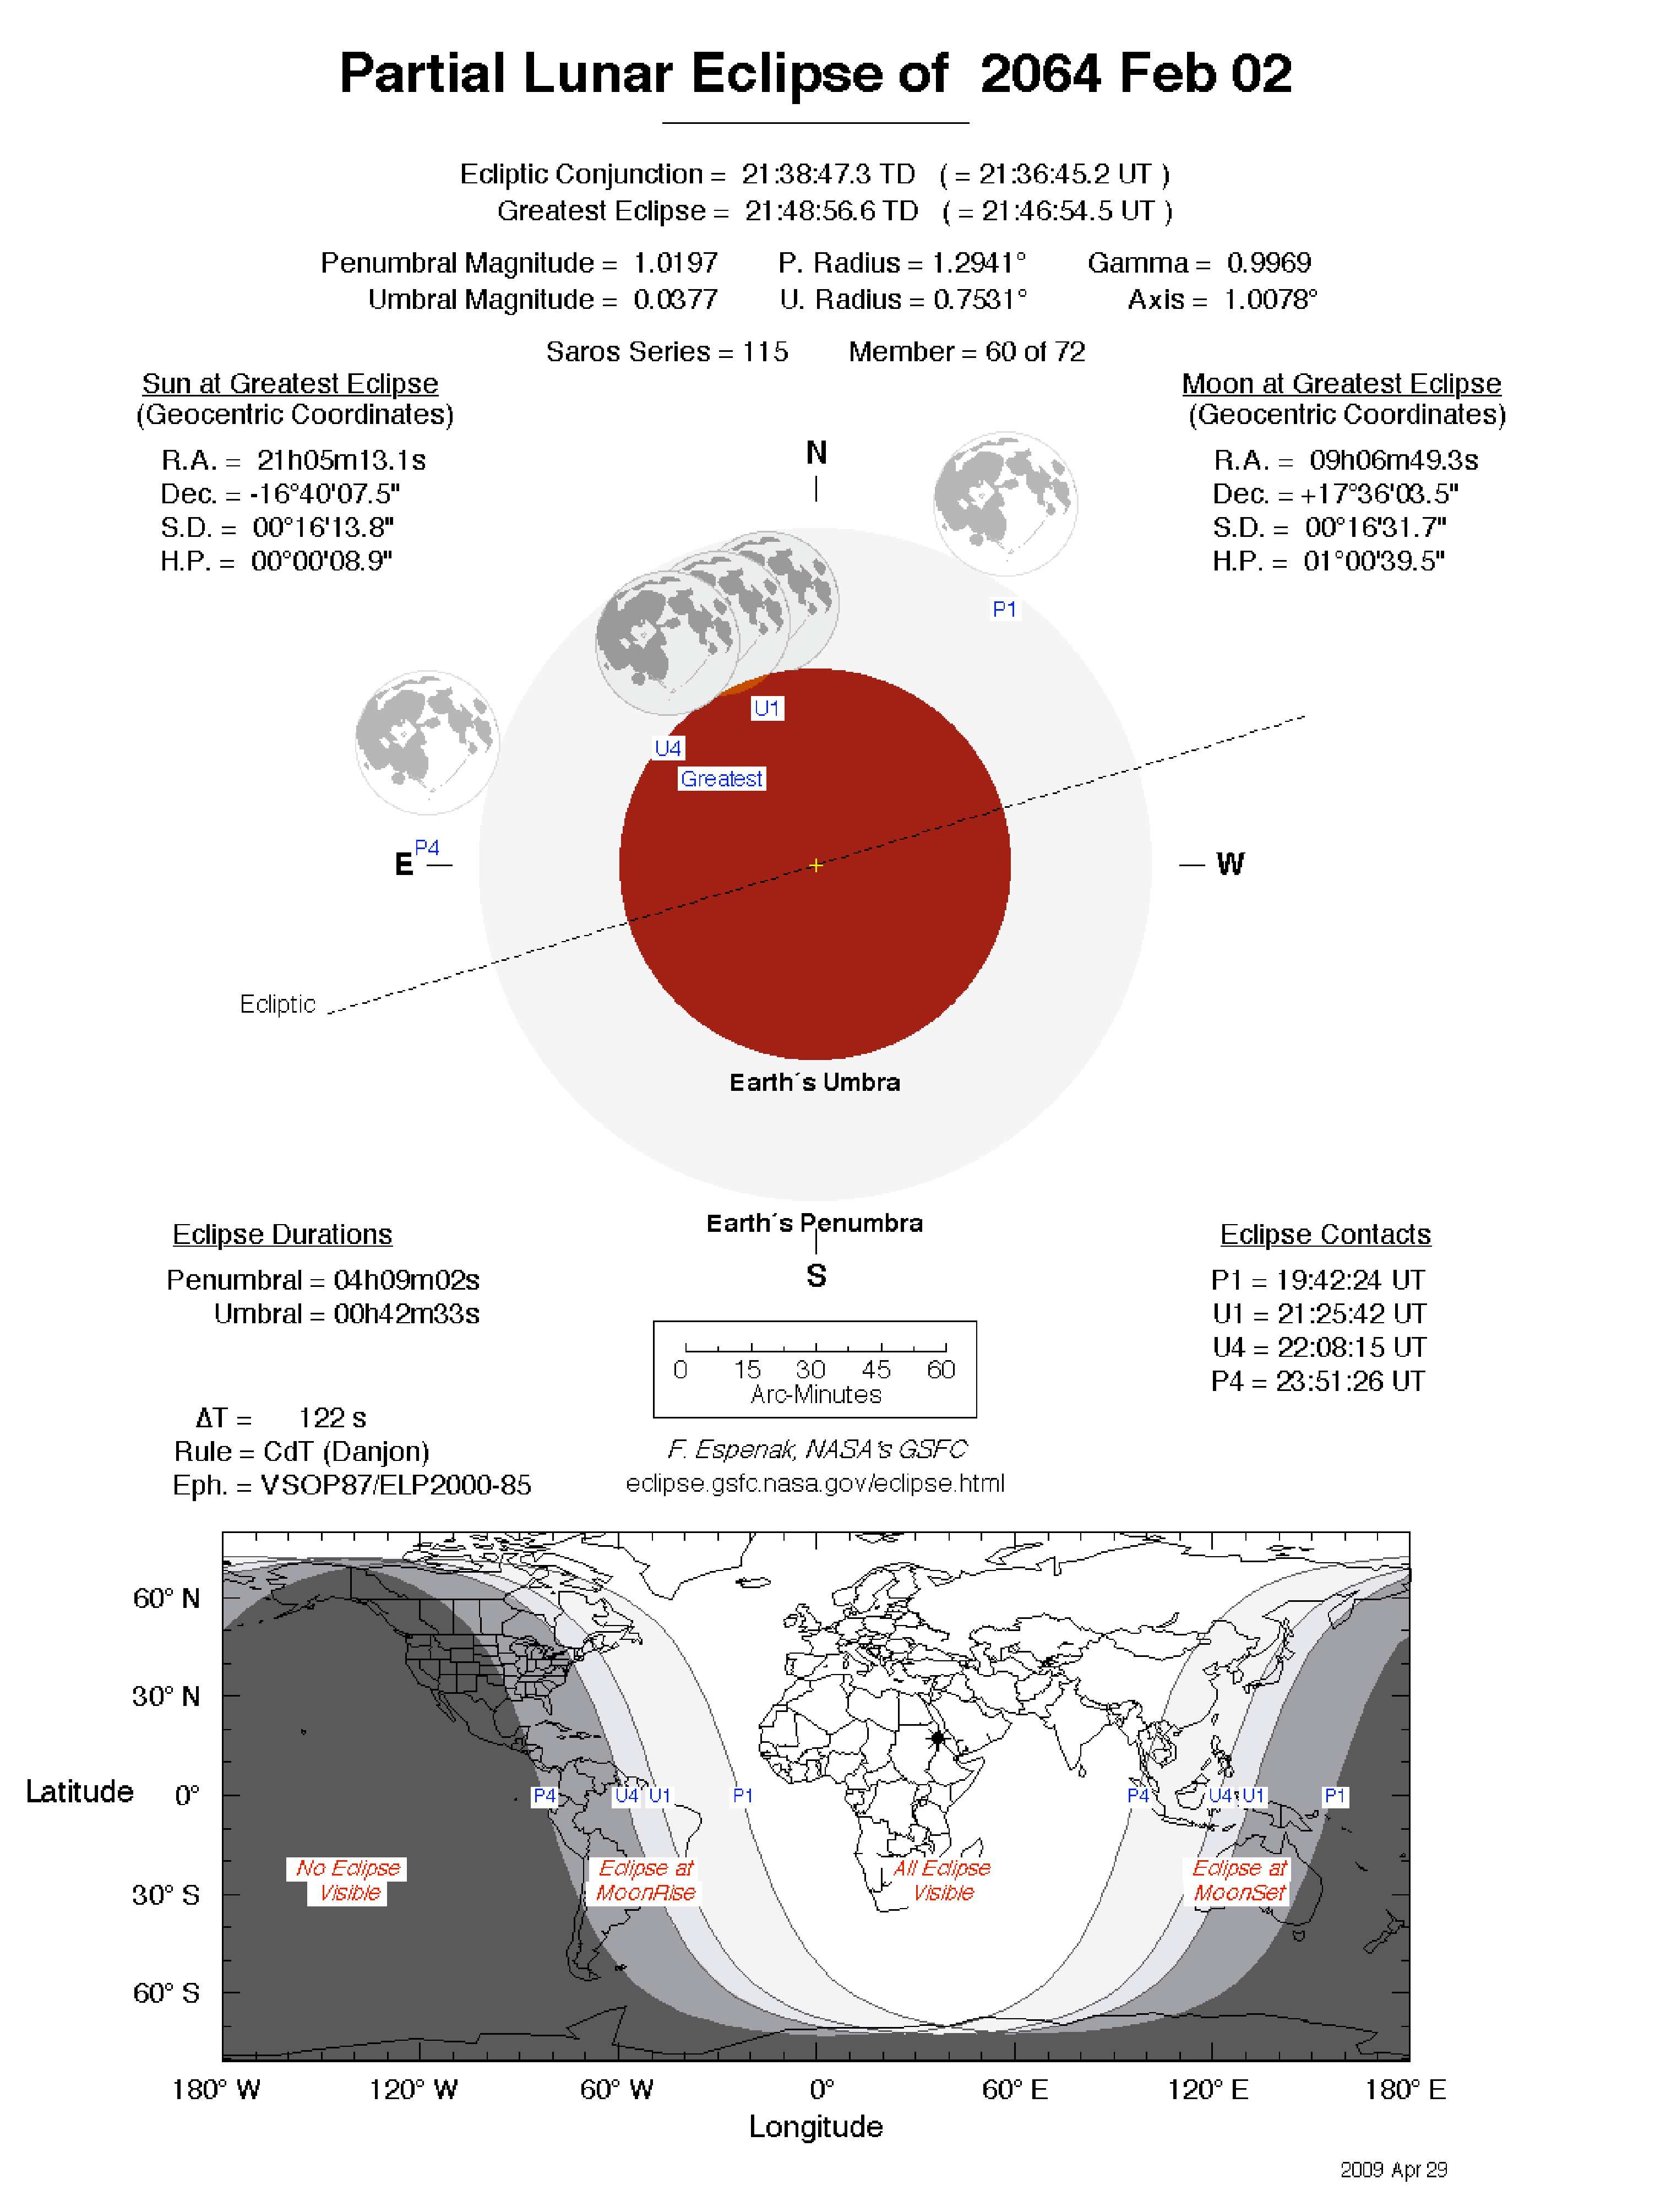 Partial Lunar Eclipse of 2064 Feb 02
Ecliptic Conjunction = 21:38:47.3 TD ( = 21:36:45.2 UT )
Greatest Eclipse = 21:48:56.6 TD ( = 21:46:54.5 UT )
Penumbral Magnitude = 1.0197 P. Radius = 1.2941° Gamma = 0.9969
Umbral Magnitude = 0.0377 U. Radius = 0.7531° Axis = 1.0078°
Saros Series = 115 Member = 60 of 72
Sun at Greatest Eclipse
(Geocentric Coordinates)
R.A. = 21h05m13.1s
Dec. = -16°40'07.5"
S.D. = 00°16'13.8"
H.P. = 00°00'08.9"
Moon at Greatest Eclipse
(Geocentric Coordinates)
R.A. = 09h06m49.3s
Dec. = +17°36'03.5"
S.D. = 00°16'31.7"
H.P. = 01°00'39.5"
N
P1
U1
U4
Greatest
P4
E
W
Ecliptic
Earth´s Umbra
Earth´s Penumbra
S
Eclipse Durations
Penumbral = 04h09m02s
Umbral = 00h42m33s
Eclipse Contacts
P1 = 19:42:24 UT
U1 = 21:25:42 UT
U4 = 22:08:15 UT
P4 = 23:51:26 UT
0 15 30 45 60
Arc-Minutes
ΔT = 122 s
Rule = CdT (Danjon)
Eph. = VSOP87/ELP2000-85
F. Espenak, NASA's GSFC
eclipse.gsfc.nasa.gov/eclipse.html
60° N
30° N
Latitude 0°
30° S
60° S
P4 U4 U1 P1 P4 U4 U1 P1
No Eclipse
Visible
Eclipse at
MoonRise
All Eclipse
Visible
Eclipse at
MoonSet
180° W 120° W 60° W 0° 60° E 120° E 180° E
Longitude
2009 Apr 29